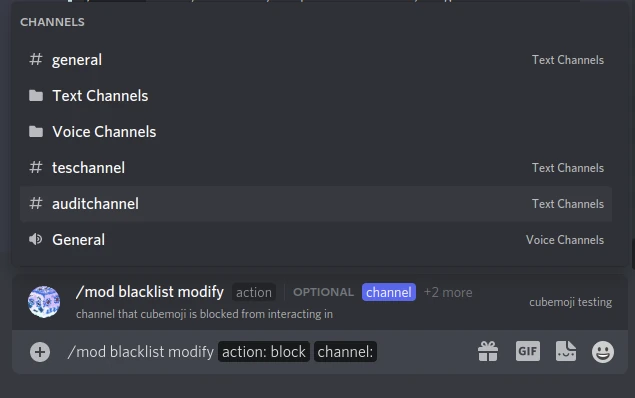 CHANNELS
general Text Channels
Text Channels
Voice Channels
teschannel Text Channels
auditchannel Text Channels
General Voice Channels
/mod blacklist modify action OPTIONAL channel +2 more
cubemoji testing
channel that cubemoji is blocked from interacting in
/mod blacklist modify action: block channel: GIF